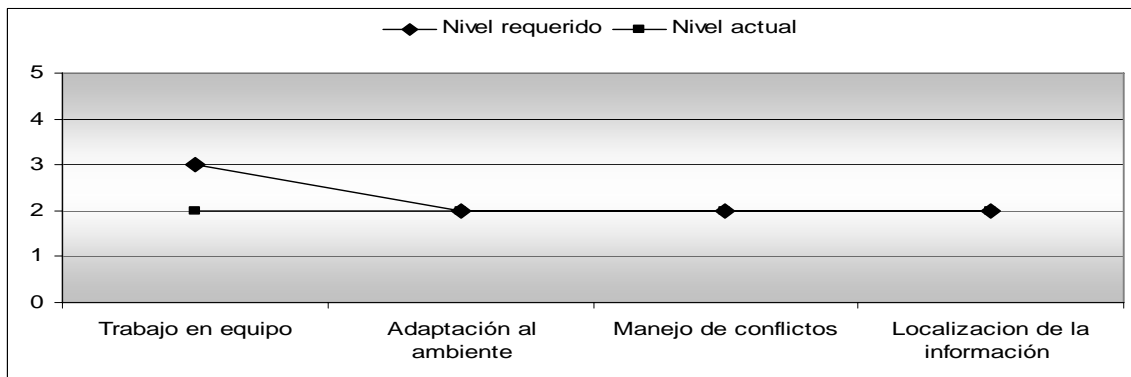 Nivel requerido Nivel actual
5
4
3
2
1
0
Trabajo en equipo
Adaptación al
ambiente
Manejo de conflictos
Localizacion de la
información